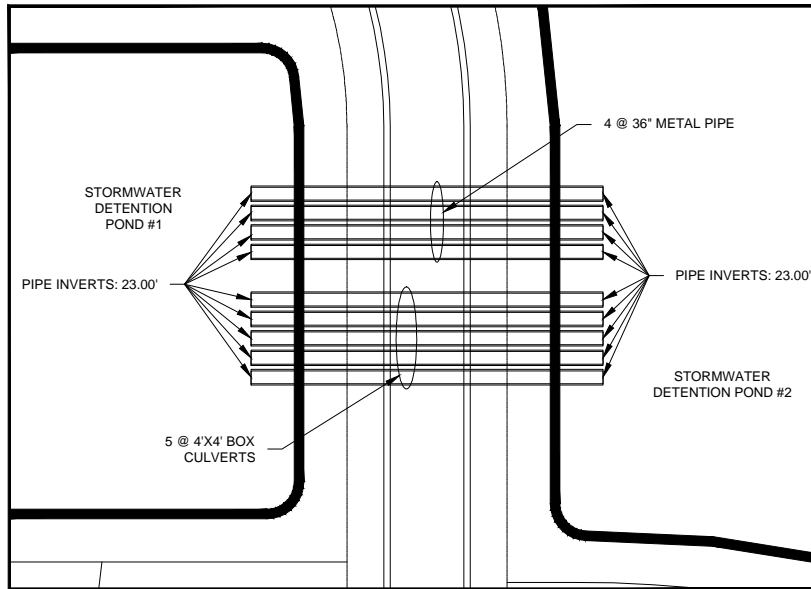 4 @ 36" METAL PIPE
STORMWATER
DETENTION
POND #1
PIPE INVERTS: 23.00'
PIPE INVERTS: 23.00'
STORMWATER
DETENTION POND #2
5 @ 4'X4' BOX
CULVERTS